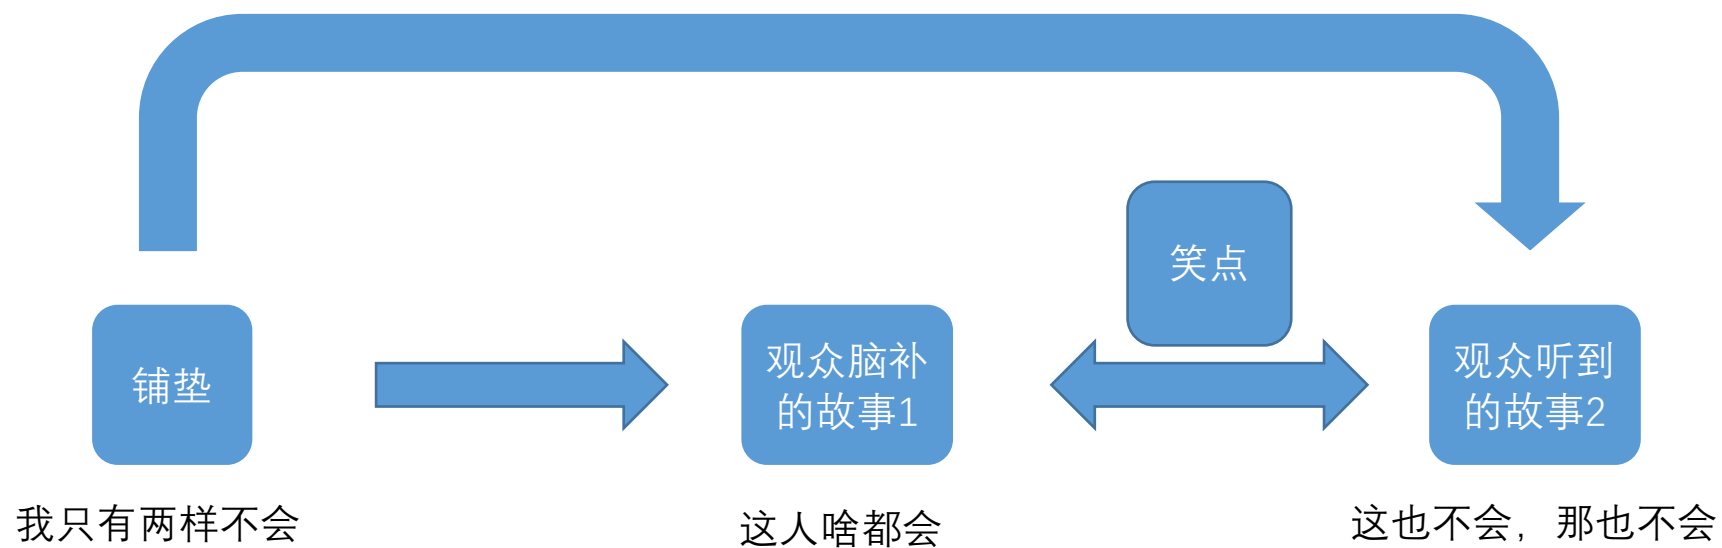 笑点
铺垫
观众脑补
的故事1
观众听到
的故事2
我只有两样不会
这人啥都会
这也不会，那也不会